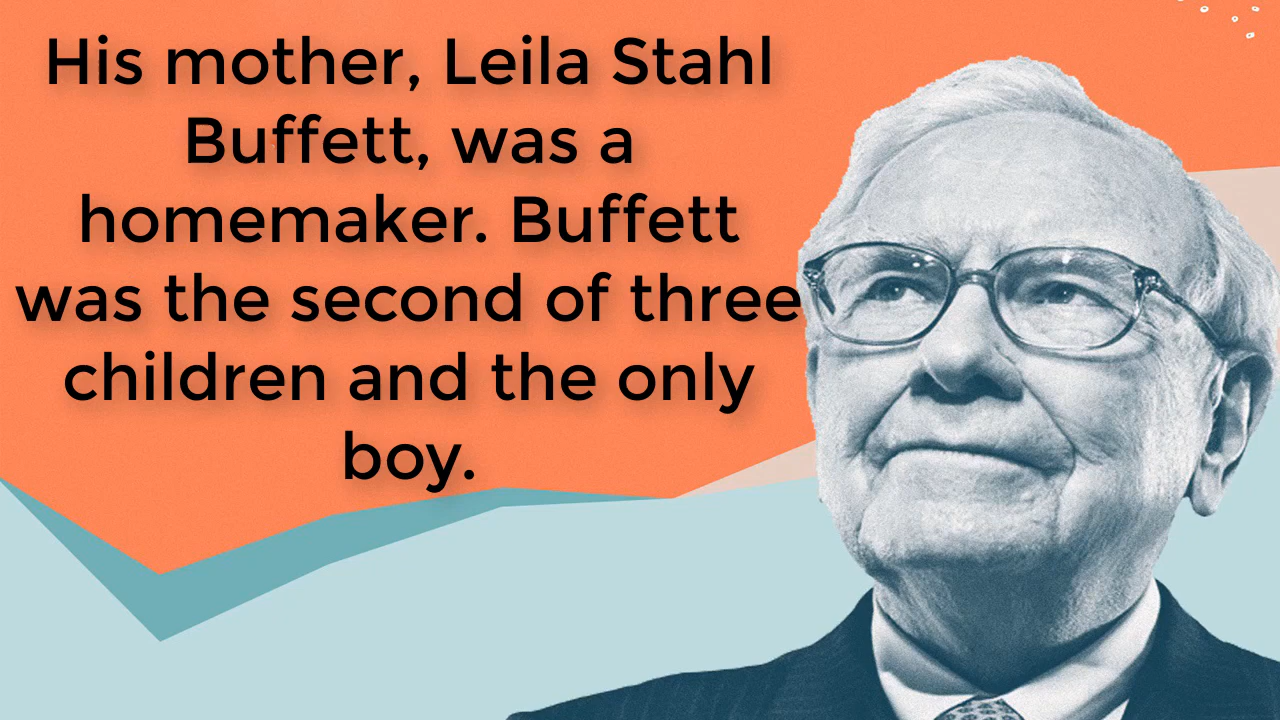 His mother, Leila Stahl
Buffett, was a
homemaker. Buffett
was the second of three
children and the only
boy.